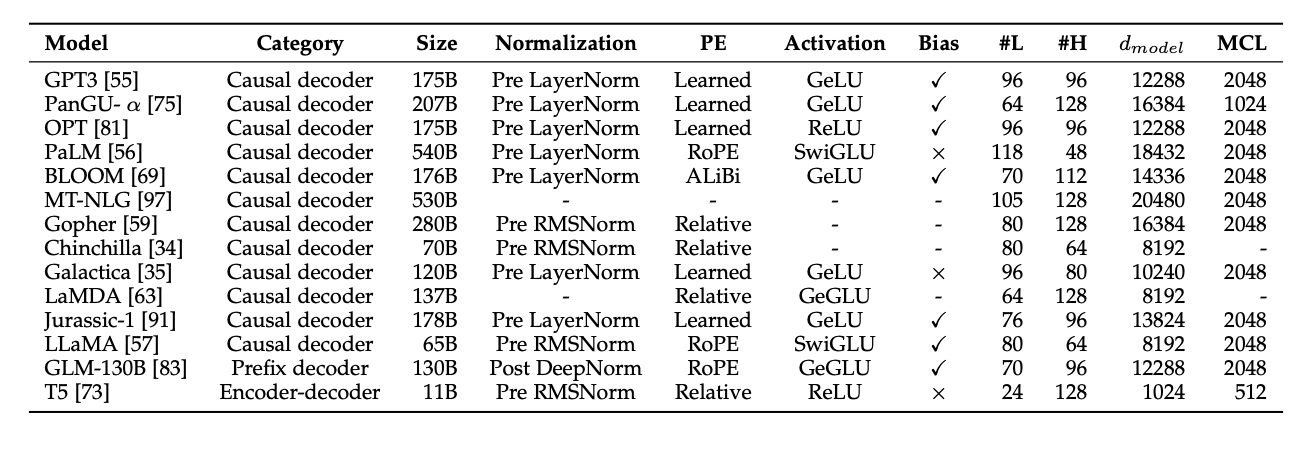 Model Category Size Normalization PE Activation Bias #L #H d_model MCL
GPT3 [55] Causal decoder 175B Pre LayerNorm Learned GeLU ✓ 96 96 12288 2048
PanGU- α [75] Causal decoder 207B Pre LayerNorm Learned GeLU ✓ 64 128 16384 1024
OPT [81] Causal decoder 175B Pre LayerNorm Learned ReLU ✓ 96 96 12288 2048
PaLM [56] Causal decoder 540B Pre LayerNorm RoPE SwiGLU × 118 48 18432 2048
BLOOM [69] Causal decoder 176B Pre LayerNorm ALiBi GeLU ✓ 70 112 14336 2048
MT-NLG [97] Causal decoder 530B - - - - 105 128 20480 2048
Gopher [59] Causal decoder 280B Pre RMSNorm Relative - - 80 128 16384 2048
Chinchilla [34] Causal decoder 70B Pre RMSNorm Relative - - 80 64 8192 -
Galactica [35] Causal decoder 120B Pre LayerNorm Learned GeLU × 96 80 10240 2048
LaMDA [63] Causal decoder 137B - Relative GeGLU - 64 128 8192 -
Jurassic-1 [91] Causal decoder 178B Pre LayerNorm Learned GeLU ✓ 76 96 13824 2048
LLaMA [57] Causal decoder 65B Pre RMSNorm RoPE SwiGLU ✓ 80 64 8192 2048
GLM-130B [83] Prefix decoder 130B Post DeepNorm RoPE GeGLU ✓ 70 96 12288 2048
T5 [73] Encoder-decoder 11B Pre RMSNorm Relative ReLU × 24 128 1024 512